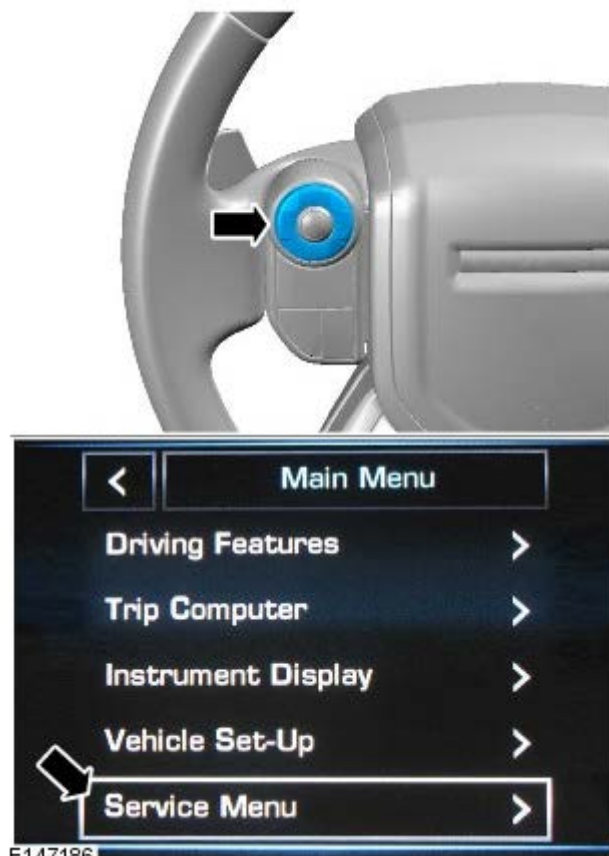 Main Menu
Driving Features
Trip Computer
Instrument Display
Vehicle Set-Up
Service Menu
E147186